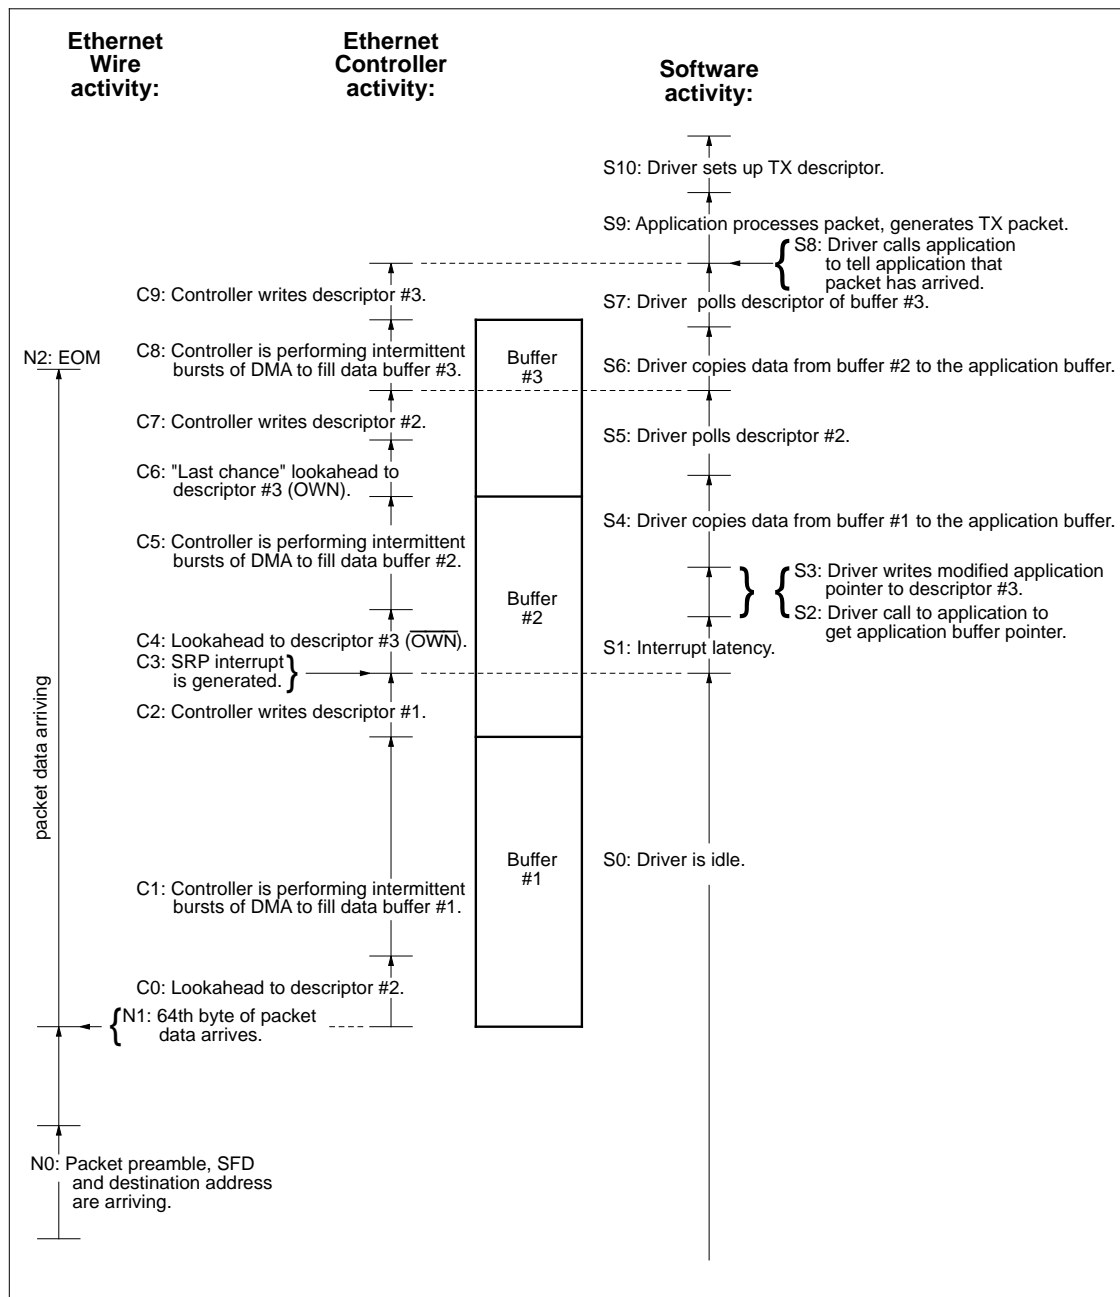 Ethernet
Wire
activity:
Ethernet
Controller
activity:
Software
activity:
S10: Driver sets up TX descriptor.
S9: Application processes packet, generates TX packet.
S8: Driver calls application
to tell application that
packet has arrived.
C9: Controller writes descriptor #3.
S7: Driver polls descriptor of buffer #3.
N2: EOM
C8: Controller is performing intermittent
bursts of DMA to fill data buffer #3.
Buffer
#3
S6: Driver copies data from buffer #2 to the application buffer.
C7: Controller writes descriptor #2.
S5: Driver polls descriptor #2.
C6: "Last chance" lookahead to
descriptor #3 (OWN).
S4: Driver copies data from buffer #1 to the application buffer.
C5: Controller is performing intermittent
bursts of DMA to fill data buffer #2.
S3: Driver writes modified application
pointer to descriptor #3.
Buffer
#2
S2: Driver call to application to
get application buffer pointer.
C4: Lookahead to descriptor #3 (O̅W̅N̅).
S1: Interrupt latency.
C3: SRP interrupt
is generated.
C2: Controller writes descriptor #1.
packet data arriving
Buffer
#1
S0: Driver is idle.
C1: Controller is performing intermittent
bursts of DMA to fill data buffer #1.
C0: Lookahead to descriptor #2.
N1: 64th byte of packet
data arrives.
N0: Packet preamble, SFD
and destination address
are arriving.